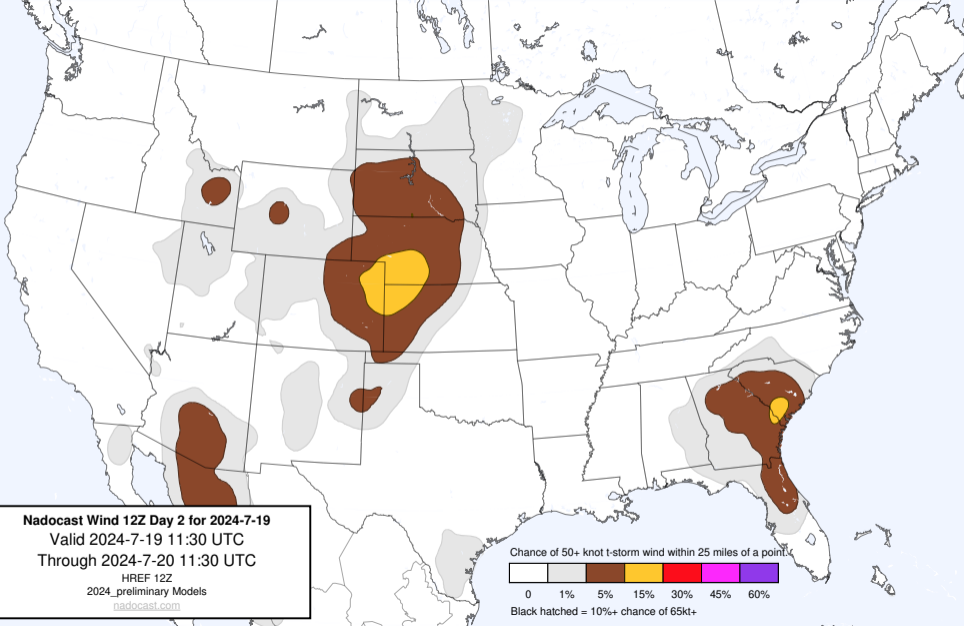 Nadocast Wind 12Z Day 2 for 2024-7-19
Valid 2024-7-19 11:30 UTC
Through 2024-7-20 11:30 UTC
HREF 12Z
2024_preliminary Models
nadocast.com
Chance of 50+ knot t-storm wind within 25 miles of a point.
0 1% 5% 15% 30% 45% 60%
Black hatched = 10%+ chance of 65kt+